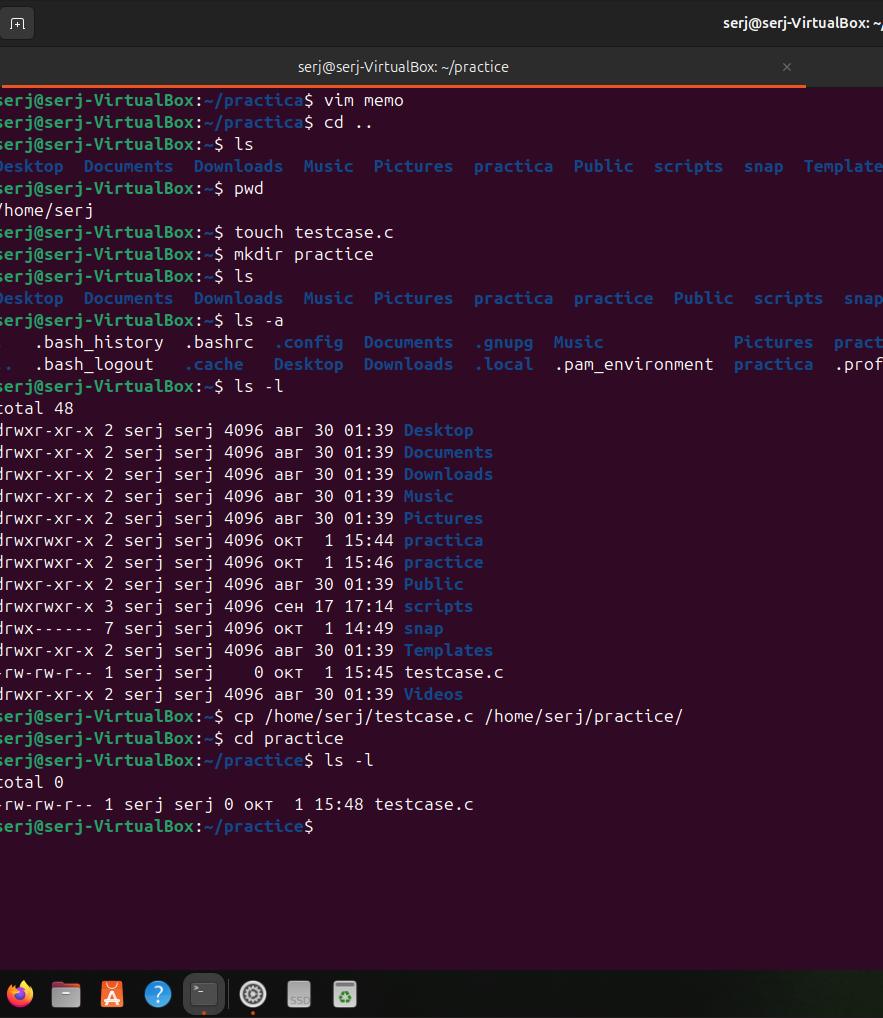 serj@serj-VirtualBox: ~/
serj@serj-VirtualBox: ~/practice ×
serj@serj-VirtualBox:~/practica$ vim memo
serj@serj-VirtualBox:~/practica$ cd ..
serj@serj-VirtualBox:~$ ls
Desktop Documents Downloads Music Pictures practica Public scripts snap Template
serj@serj-VirtualBox:~$ pwd
/home/serj
serj@serj-VirtualBox:~$ touch testcase.c
serj@serj-VirtualBox:~$ mkdir practice
serj@serj-VirtualBox:~$ ls
Desktop Documents Downloads Music Pictures practica practice Public scripts snap
serj@serj-VirtualBox:~$ ls -a
. .bash_history .bashrc .config Documents .gnupg Music Pictures pract
.. .bash_logout .cache Desktop Downloads .local .pam_environment practica .prof
serj@serj-VirtualBox:~$ ls -l
total 48
drwxr-xr-x 2 serj serj 4096 авг 30 01:39 Desktop
drwxr-xr-x 2 serj serj 4096 авг 30 01:39 Documents
drwxr-xr-x 2 serj serj 4096 авг 30 01:39 Downloads
drwxr-xr-x 2 serj serj 4096 авг 30 01:39 Music
drwxr-xr-x 2 serj serj 4096 авг 30 01:39 Pictures
drwxrwxr-x 2 serj serj 4096 окт 1 15:44 practica
drwxrwxr-x 2 serj serj 4096 окт 1 15:46 practice
drwxr-xr-x 2 serj serj 4096 авг 30 01:39 Public
drwxrwxr-x 3 serj serj 4096 сен 17 17:14 scripts
drwx------ 7 serj serj 4096 окт 1 14:49 snap
drwxr-xr-x 2 serj serj 4096 авг 30 01:39 Templates
-rw-rw-r-- 1 serj serj 0 окт 1 15:45 testcase.c
drwxr-xr-x 2 serj serj 4096 авг 30 01:39 Videos
serj@serj-VirtualBox:~$ cp /home/serj/testcase.c /home/serj/practice/
serj@serj-VirtualBox:~$ cd practice
serj@serj-VirtualBox:~/practice$ ls -l
total 0
-rw-rw-r-- 1 serj serj 0 окт 1 15:48 testcase.c
serj@serj-VirtualBox:~/practice$
SSD